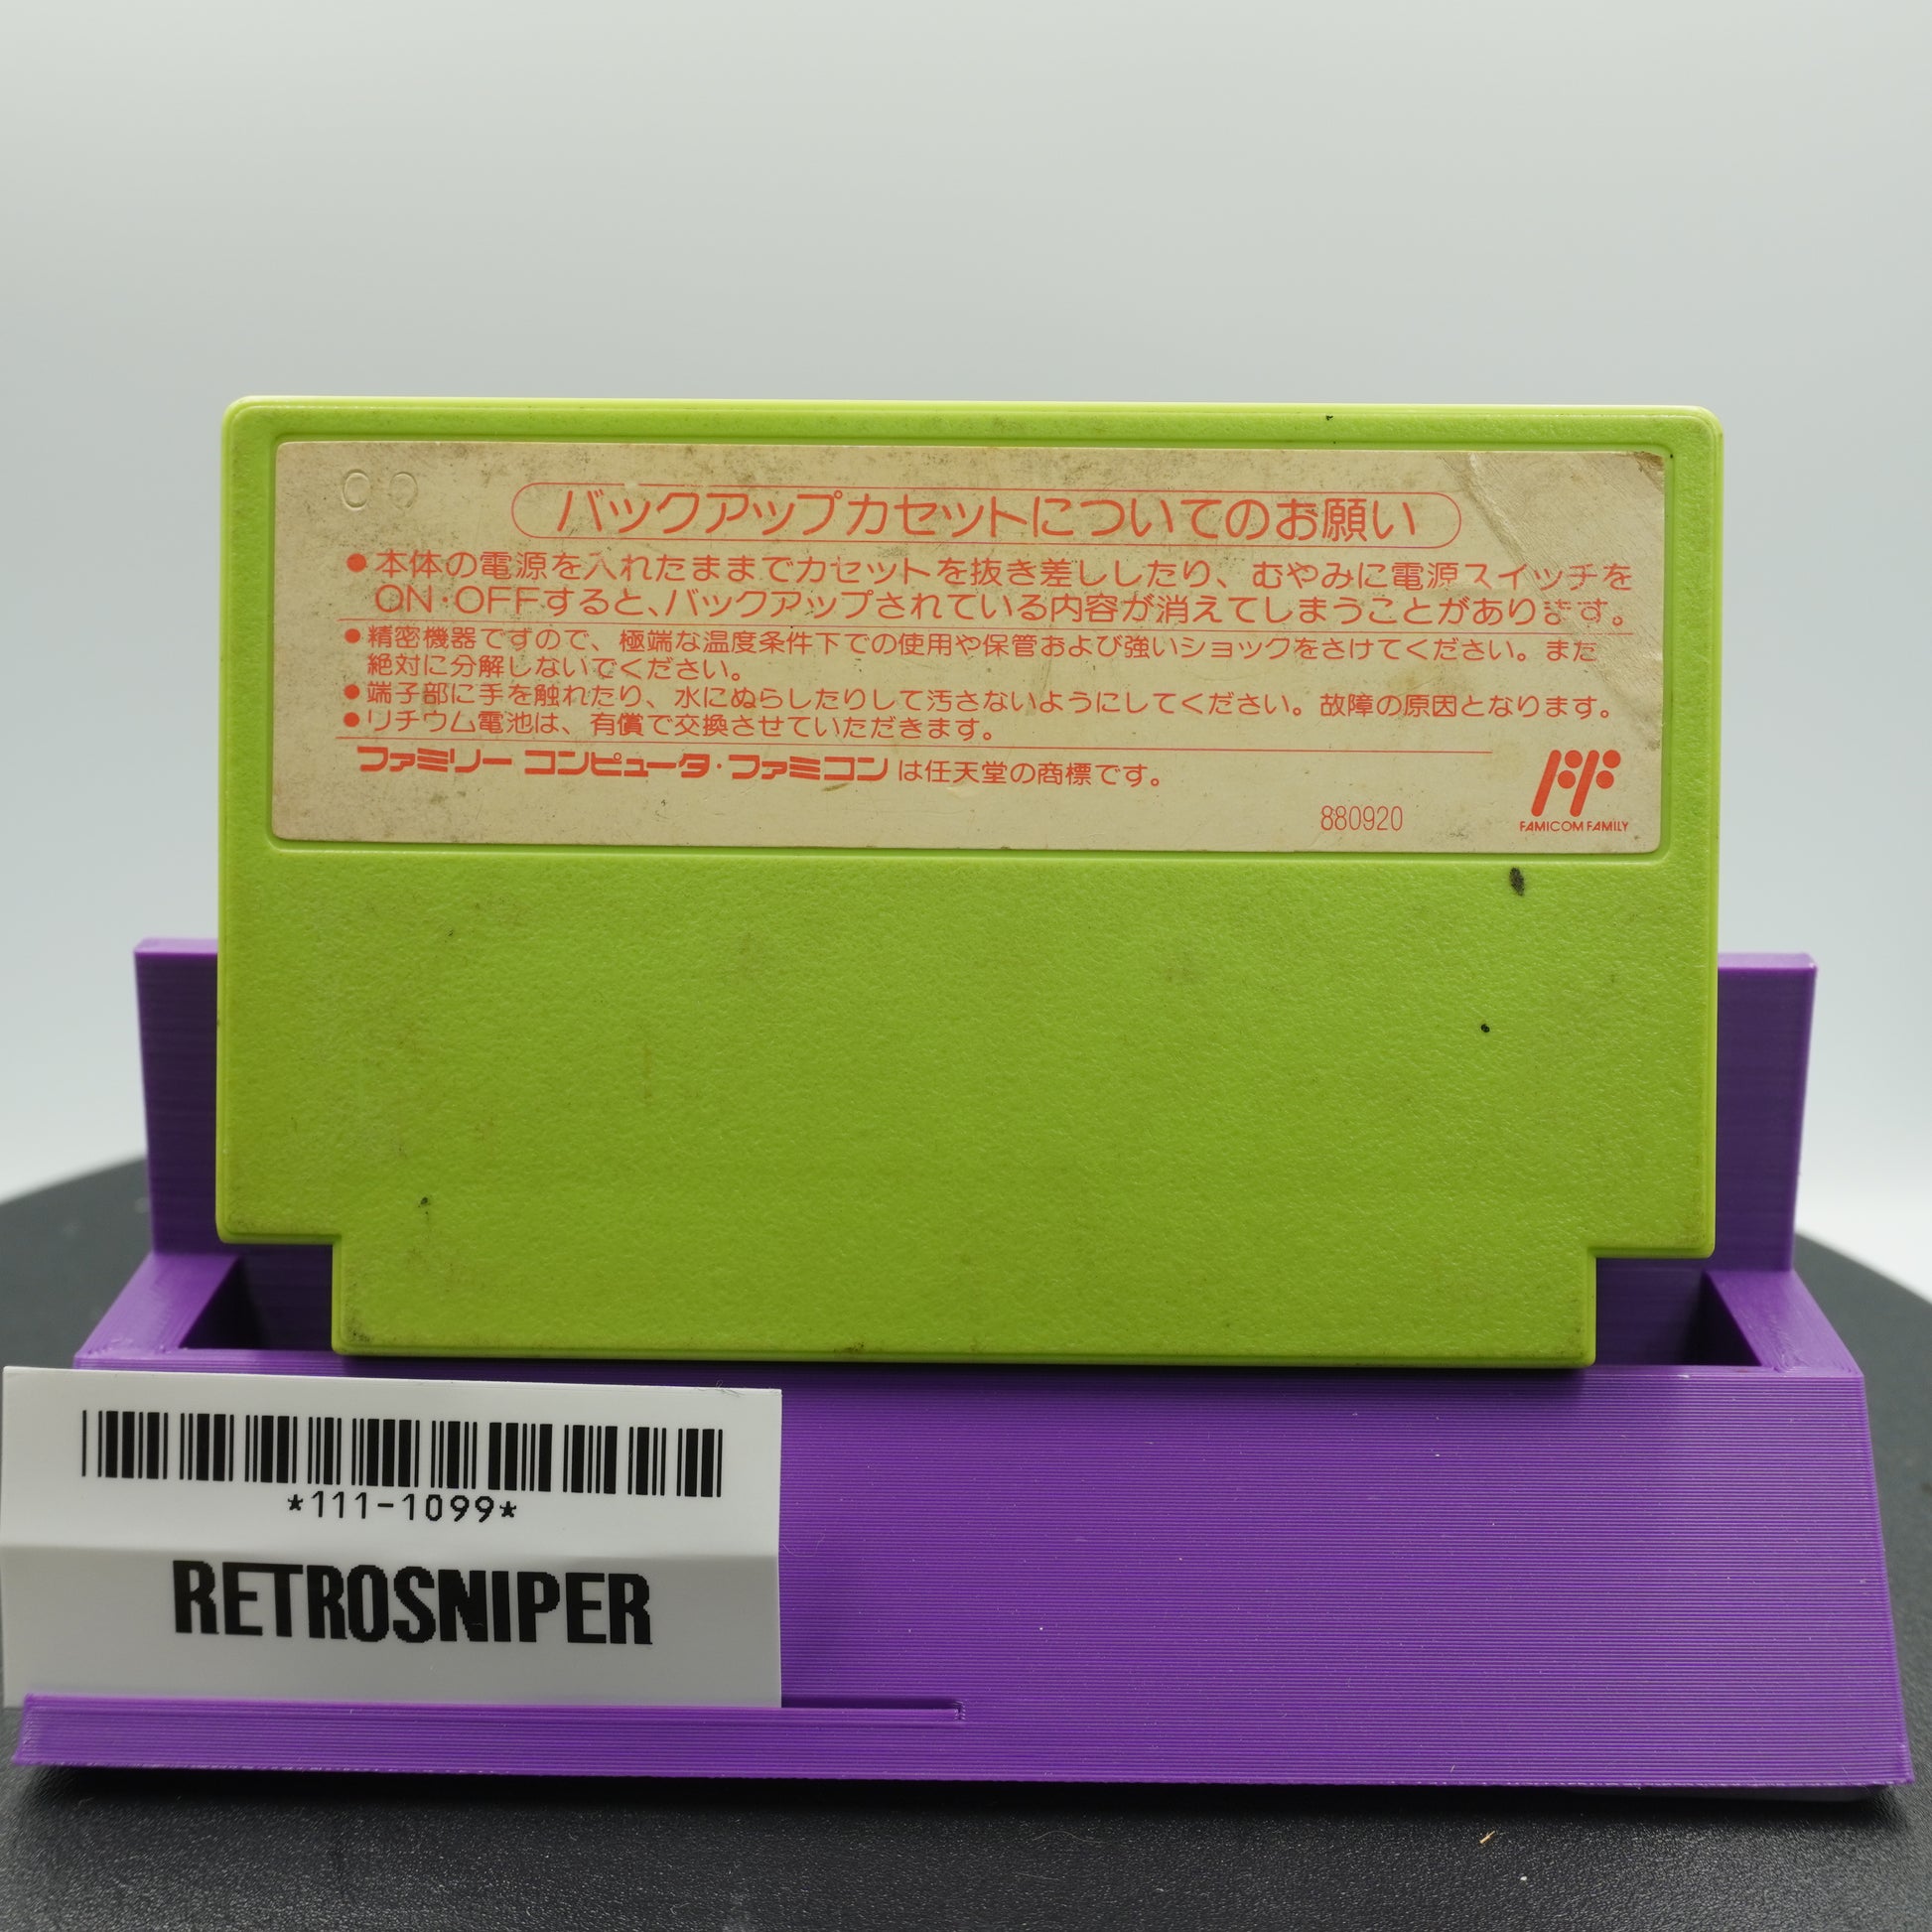 00
バックアップカセットについてのお願い
●本体の電源を入れたままでカセットを抜き差ししたり、むやみに電源スイッチを
ON・OFFすると、バックアップされている内容が消えてしまうことがあります。
●精密機器ですので、極端な温度条件下での使用や保管および強いショックをさけてください。また
絶対に分解しないでください。
●端子部に手を触れたり、水にぬらしたりして汚さないようにしてください。故障の原因となります。
●リチウム電池は、有償で交換させていただきます。
ファミリー コンピュータ・ファミコンは任天堂の商標です。
880920
FAMICOM FAMILY
*111-1099*
RETROSNIPER